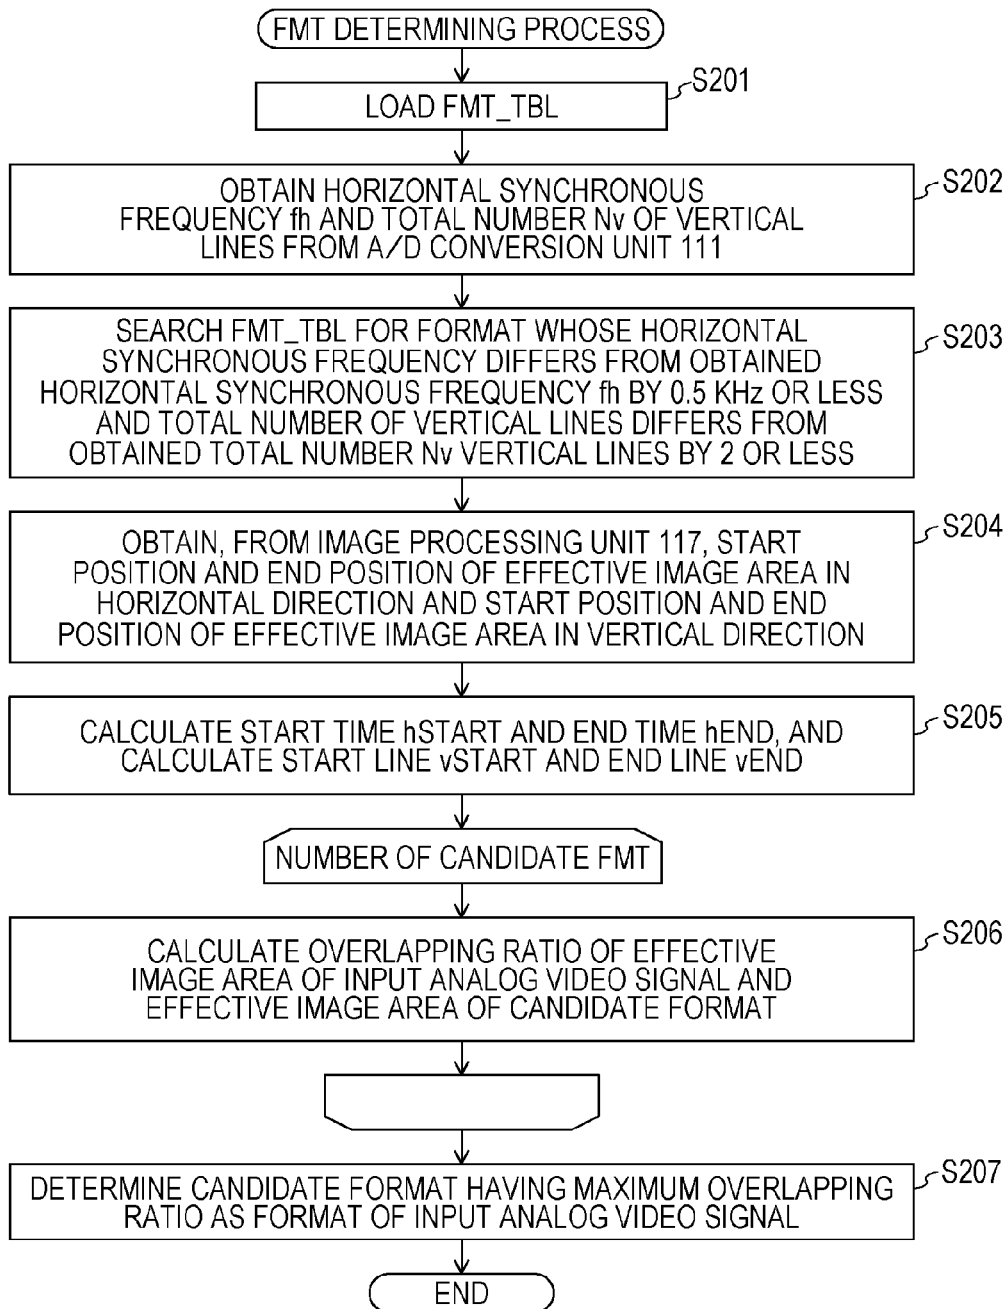 FMT DETERMINING PROCESS
S201
LOAD FMT_TBL
S202
OBTAIN HORIZONTAL SYNCHRONOUS
FREQUENCY fh AND TOTAL NUMBER Nv OF VERTICAL
LINES FROM A/D CONVERSION UNIT 111
S203
SEARCH FMT_TBL FOR FORMAT WHOSE HORIZONTAL
SYNCHRONOUS FREQUENCY DIFFERS FROM OBTAINED
HORIZONTAL SYNCHRONOUS FREQUENCY fh BY 0.5 KHz OR LESS
AND TOTAL NUMBER OF VERTICAL LINES DIFFERS FROM
OBTAINED TOTAL NUMBER Nv VERTICAL LINES BY 2 OR LESS
S204
OBTAIN, FROM IMAGE PROCESSING UNIT 117, START
POSITION AND END POSITION OF EFFECTIVE IMAGE AREA IN
HORIZONTAL DIRECTION AND START POSITION AND END
POSITION OF EFFECTIVE IMAGE AREA IN VERTICAL DIRECTION
S205
CALCULATE START TIME hSTART AND END TIME hEND, AND
CALCULATE START LINE vSTART AND END LINE vEND
NUMBER OF CANDIDATE FMT
S206
CALCULATE OVERLAPPING RATIO OF EFFECTIVE
IMAGE AREA OF INPUT ANALOG VIDEO SIGNAL AND
EFFECTIVE IMAGE AREA OF CANDIDATE FORMAT
S207
DETERMINE CANDIDATE FORMAT HAVING MAXIMUM OVERLAPPING
RATIO AS FORMAT OF INPUT ANALOG VIDEO SIGNAL
END